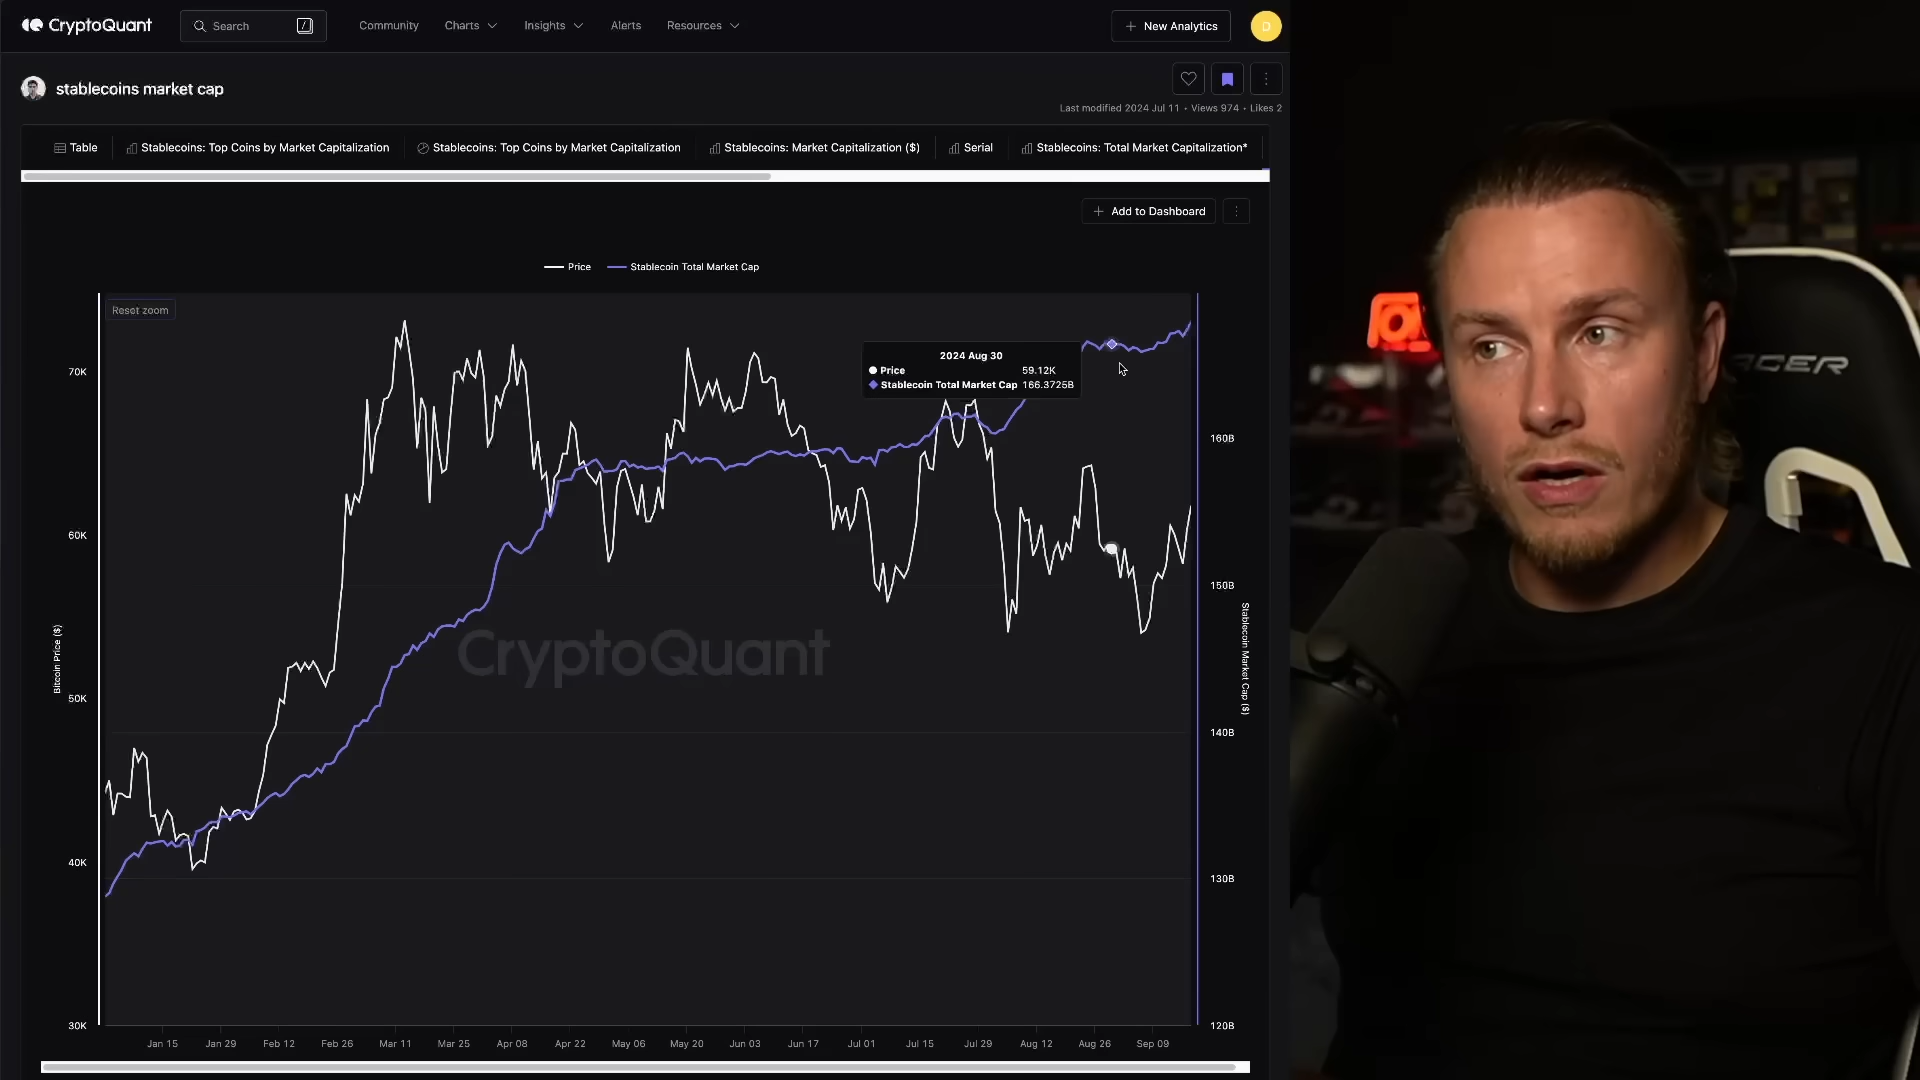 CryptoQuant
Search
/
Community
Charts
Insights
Alerts
Resources
New Analytics
D
stablecoins market cap
Last modified 2024 Jul 11 • Views 974 • Likes 2
Table
Stablecoins: Top Coins by Market Capitalization
Stablecoins: Top Coins by Market Capitalization
Stablecoins: Market Capitalization ($)
Serial
Stablecoins: Total Market Capitalization*
Add to Dashboard
Price
Stablecoin Total Market Cap
Reset zoom
2024 Aug 30
Price 59.12K
Stablecoin Total Market Cap 166.3725B
70K
60K
50K
40K
30K
Bitcoin Price ($)
CryptoQuant
160B
150B
140B
130B
120B
Stablecoin Market Cap ($)
Jan 15
Jan 29
Feb 12
Feb 26
Mar 11
Mar 25
Apr 08
Apr 22
May 06
May 20
Jun 03
Jun 17
Jul 01
Jul 15
Jul 29
Aug 12
Aug 26
Sep 09